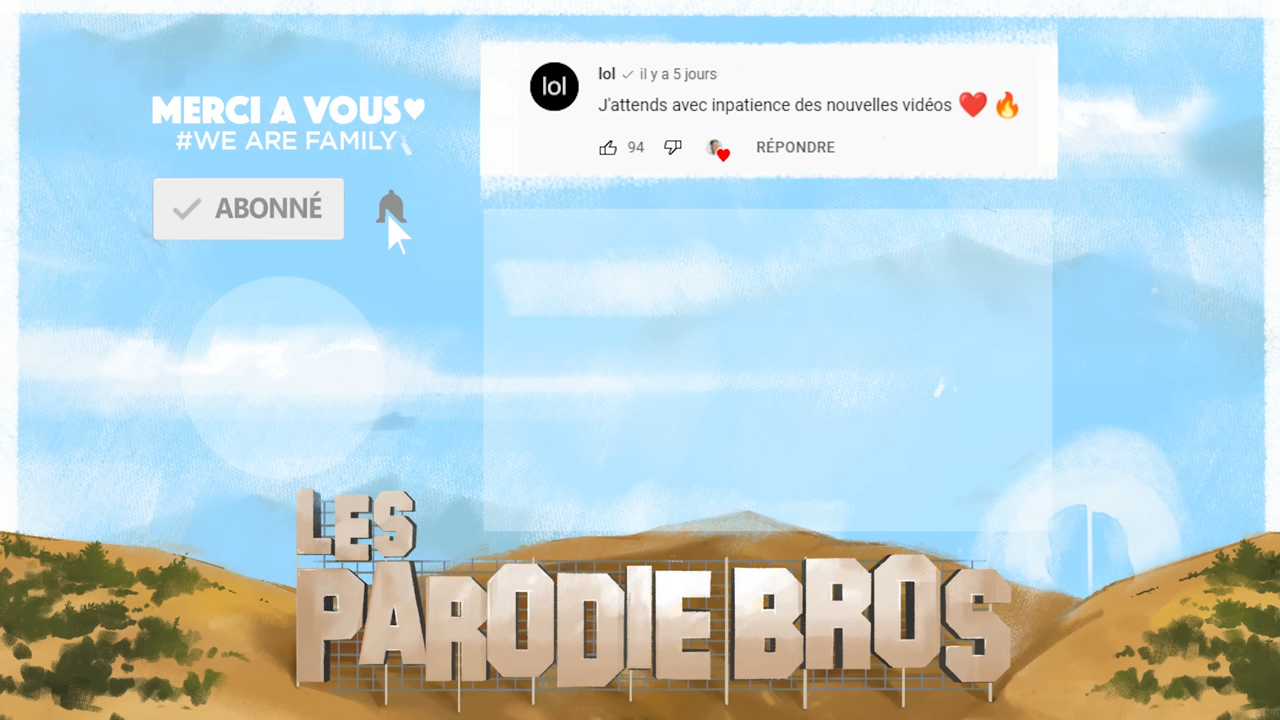 MERCI A VOUS♥
#WE ARE FAMILY
ABONNÉ
lol
lol ✓ il y a 5 jours
J'attends avec inpatience des nouvelles vidéos ❤️ 🔥
94
RÉPONDRE
LES
PARODIE BROS